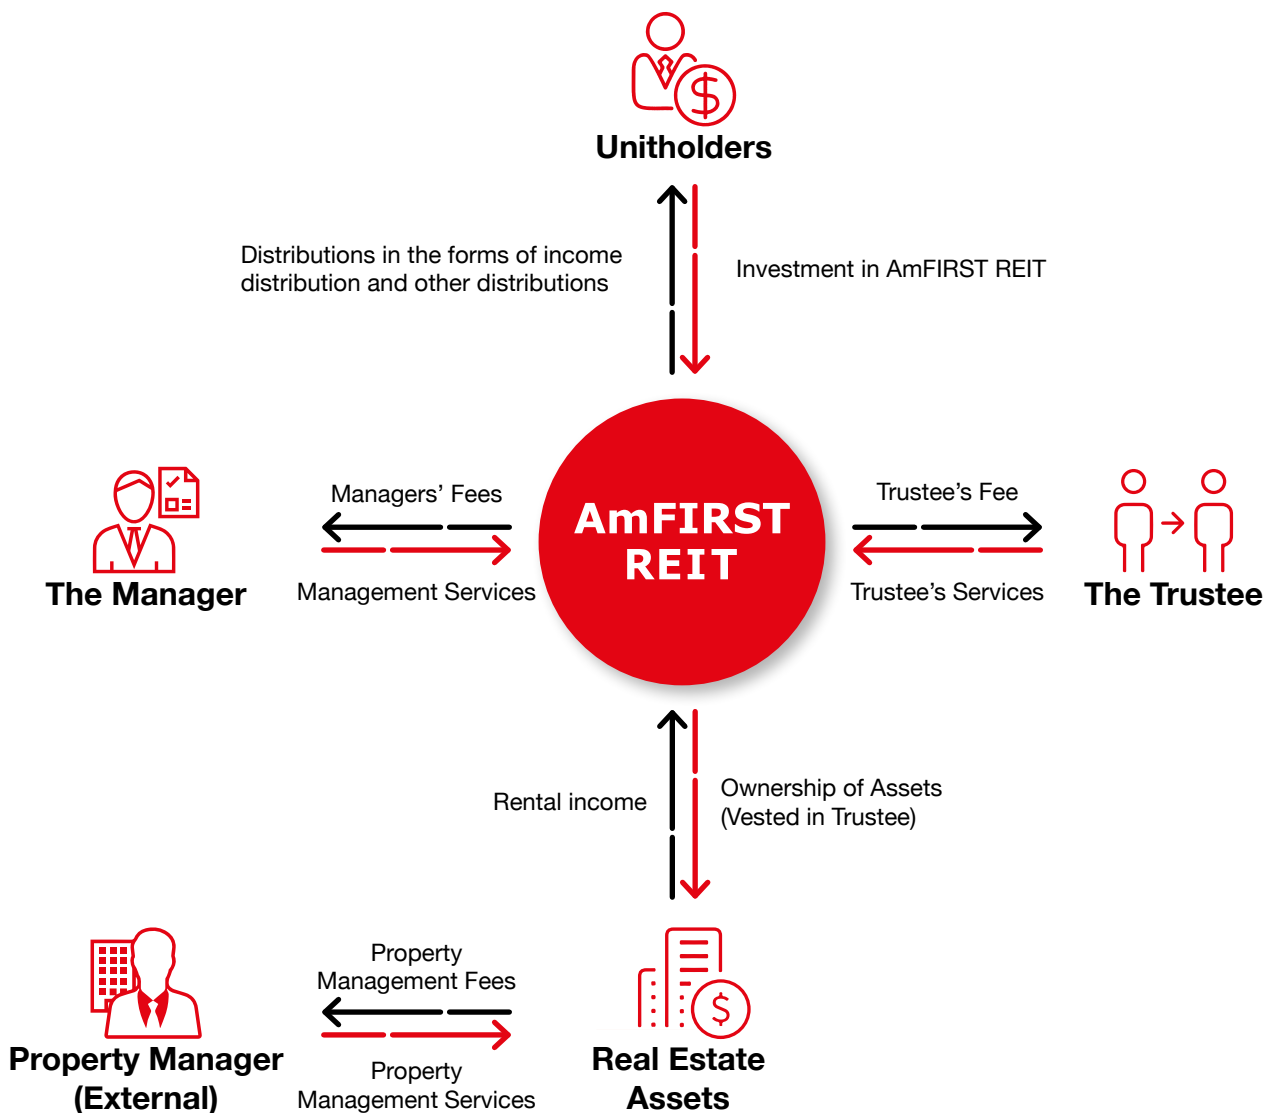 Unitholders
Distributions in the forms of income
distribution and other distributions
Investment in AmFIRST REIT
Managers’ Fees
Management Services
The Manager
AmFIRST
REIT
Trustee’s Fee
Trustee’s Services
The Trustee
Rental income
Ownership of Assets
(Vested in Trustee)
Property
Management Fees
Property
Management Services
Property Manager
(External)
Real Estate
Assets